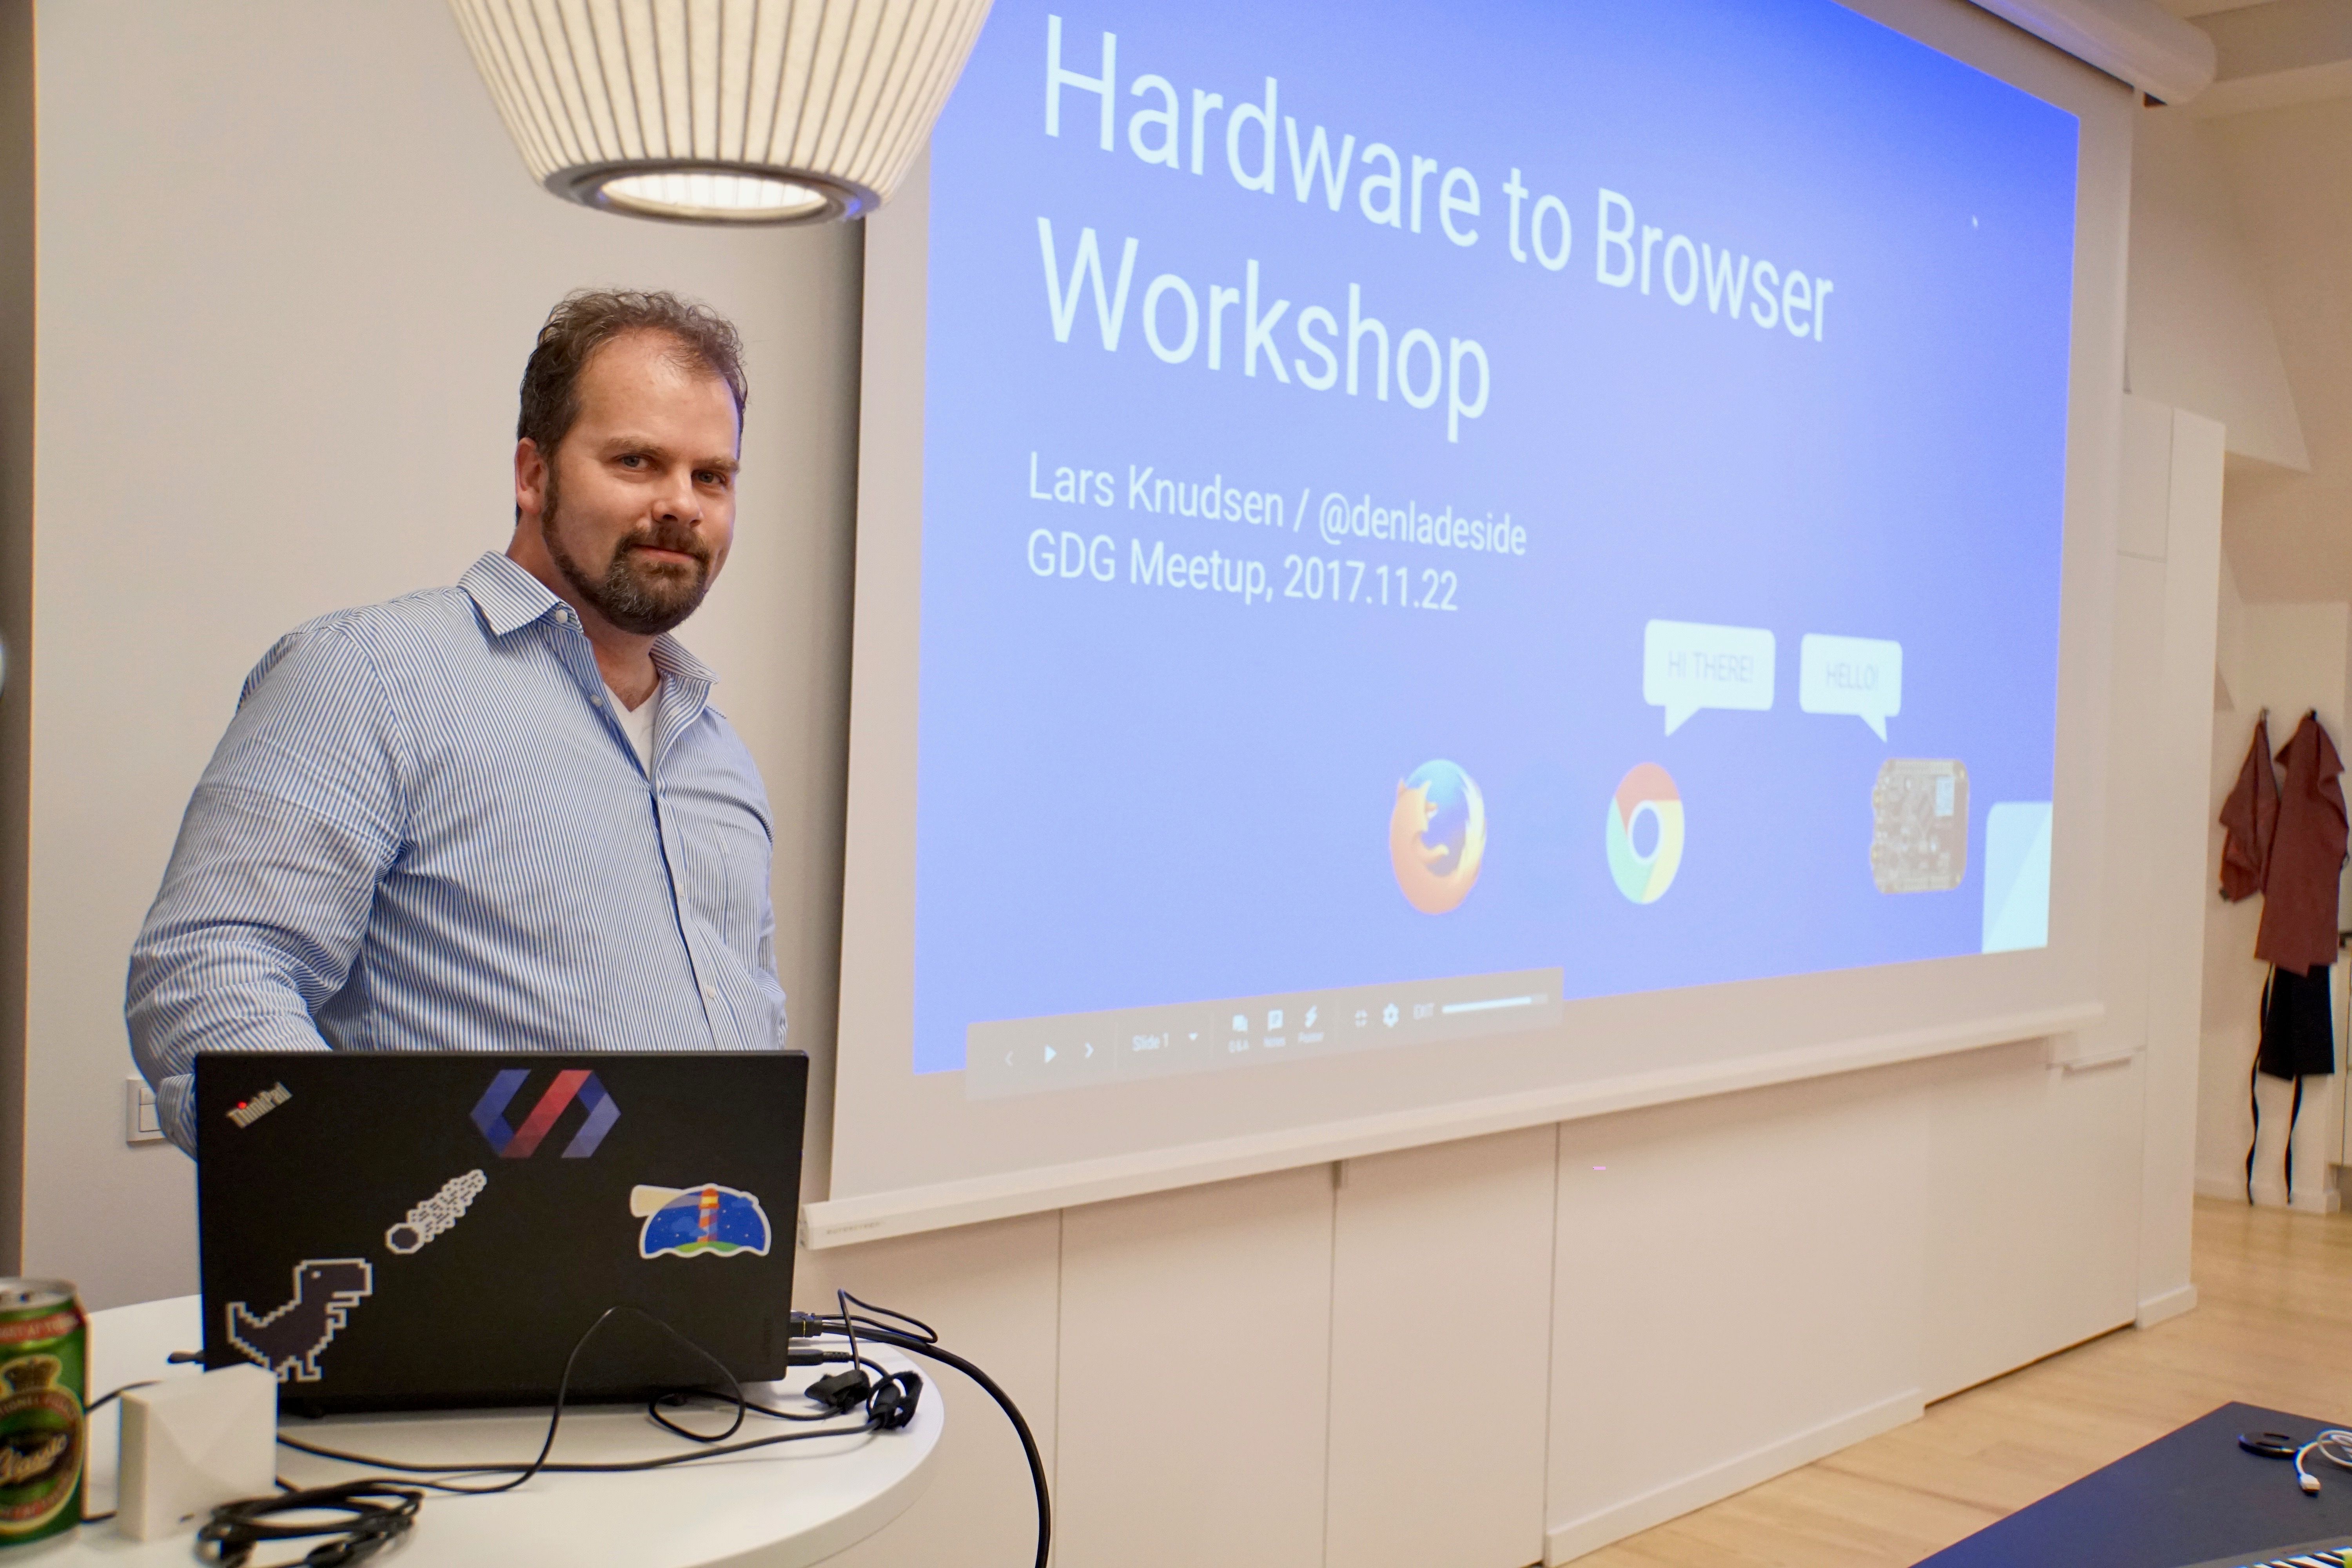 Hardware to Browser
Workshop
Lars Knudsen / @denladeside
GDG Meetup, 2017.11.22
HI THERE!
HELLO!
Slide 1
Q&A
Notes
Pointer
EXIT
ThinkPad
Classic